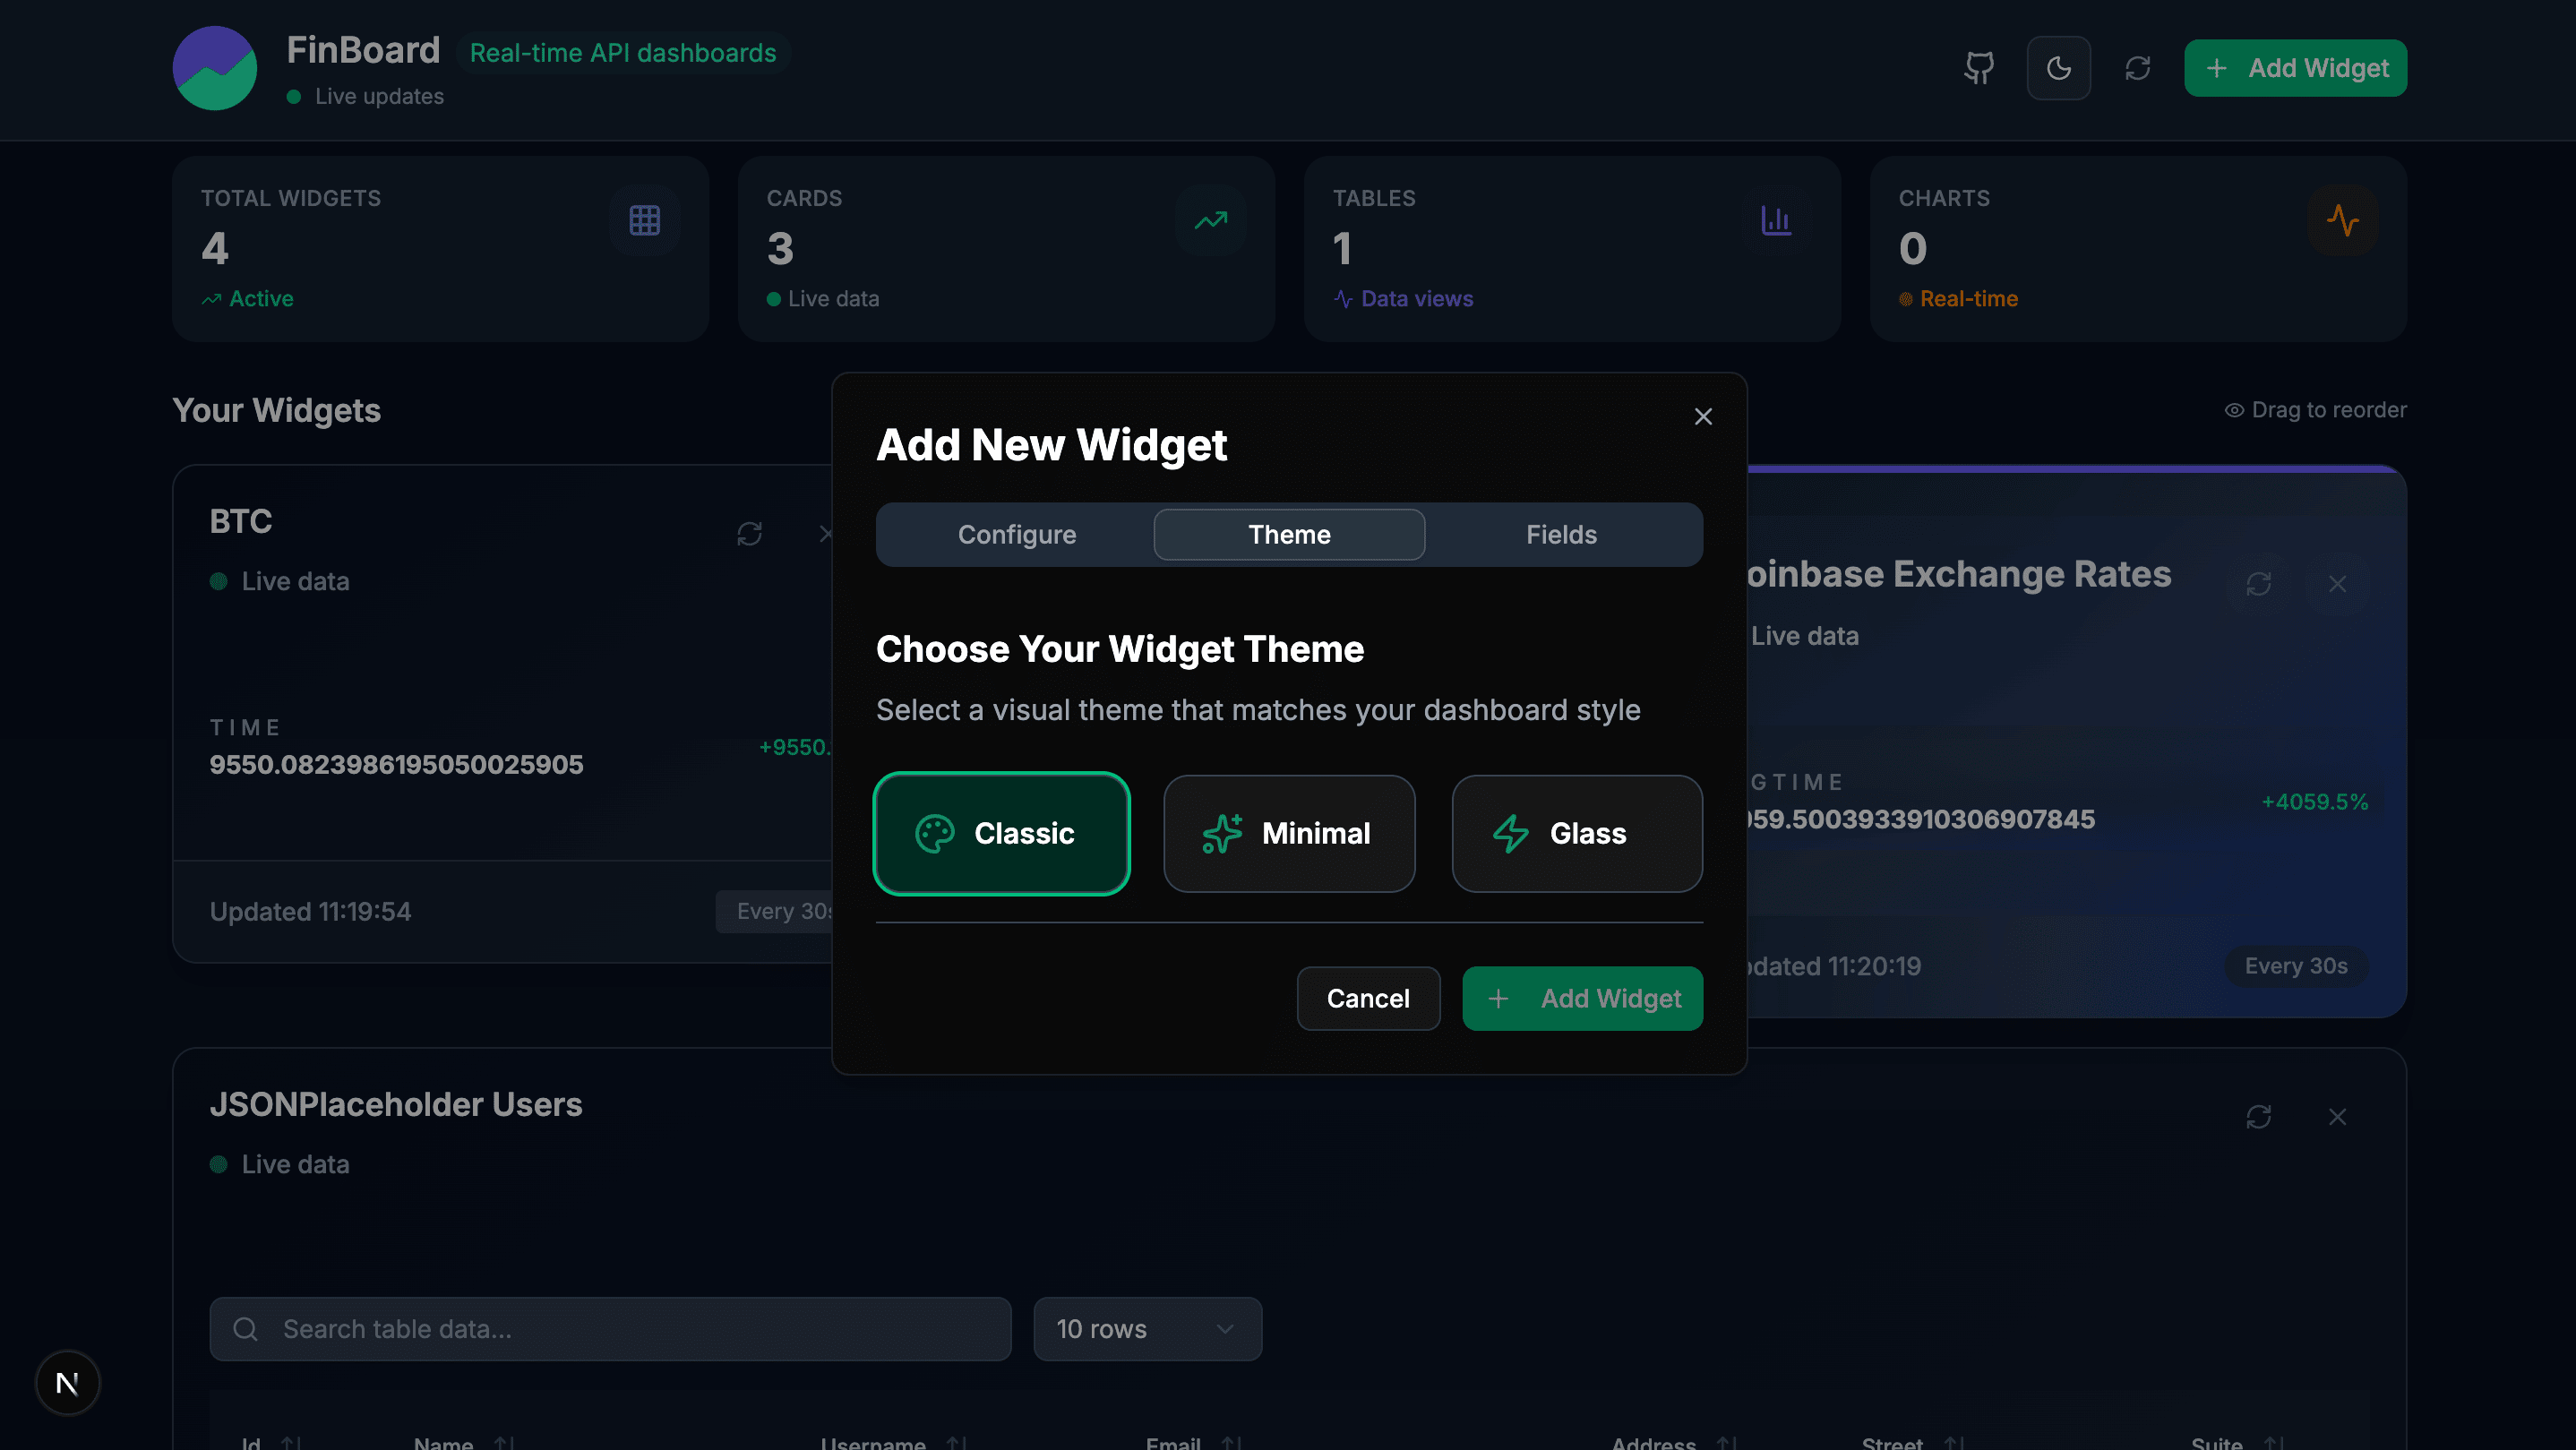 FinBoard
Real-time API dashboards
Live updates
Add Widget
TOTAL WIDGETS
4
Active
CARDS
3
Live data
TABLES
1
Data views
CHARTS
0
Real-time
Your Widgets
Drag to reorder
BTC
Live data
TIME
9550.0823986195050025905
+9550.
Updated 11:19:54
Every 30s
Add New Widget
Configure
Theme
Fields
Choose Your Widget Theme
Select a visual theme that matches your dashboard style
Classic
Minimal
Glass
Cancel
Add Widget
oinbase Exchange Rates
Live data
GTIME
059.5003933910306907845
+4059.5%
pdated 11:20:19
Every 30s
JSONPlaceholder Users
Live data
Search table data...
10 rows
Id
Name
Username
Email
Address
Street
Suite
N